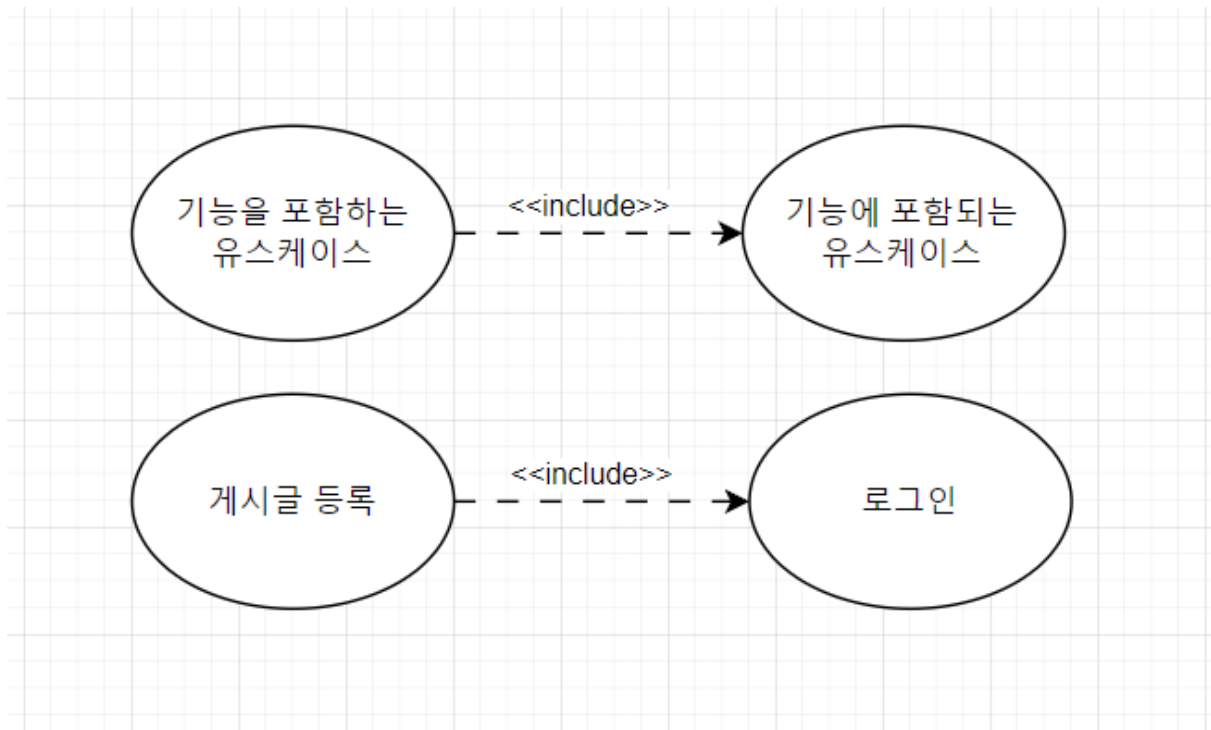 기능을 포함하는
유스케이스
<<include>>
기능에 포함되는
유스케이스
게시글 등록
<<include>>
로그인